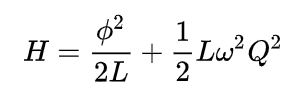 H = \frac{\phi^2}{2L} + \frac{1}{2} L\omega^2 Q^2